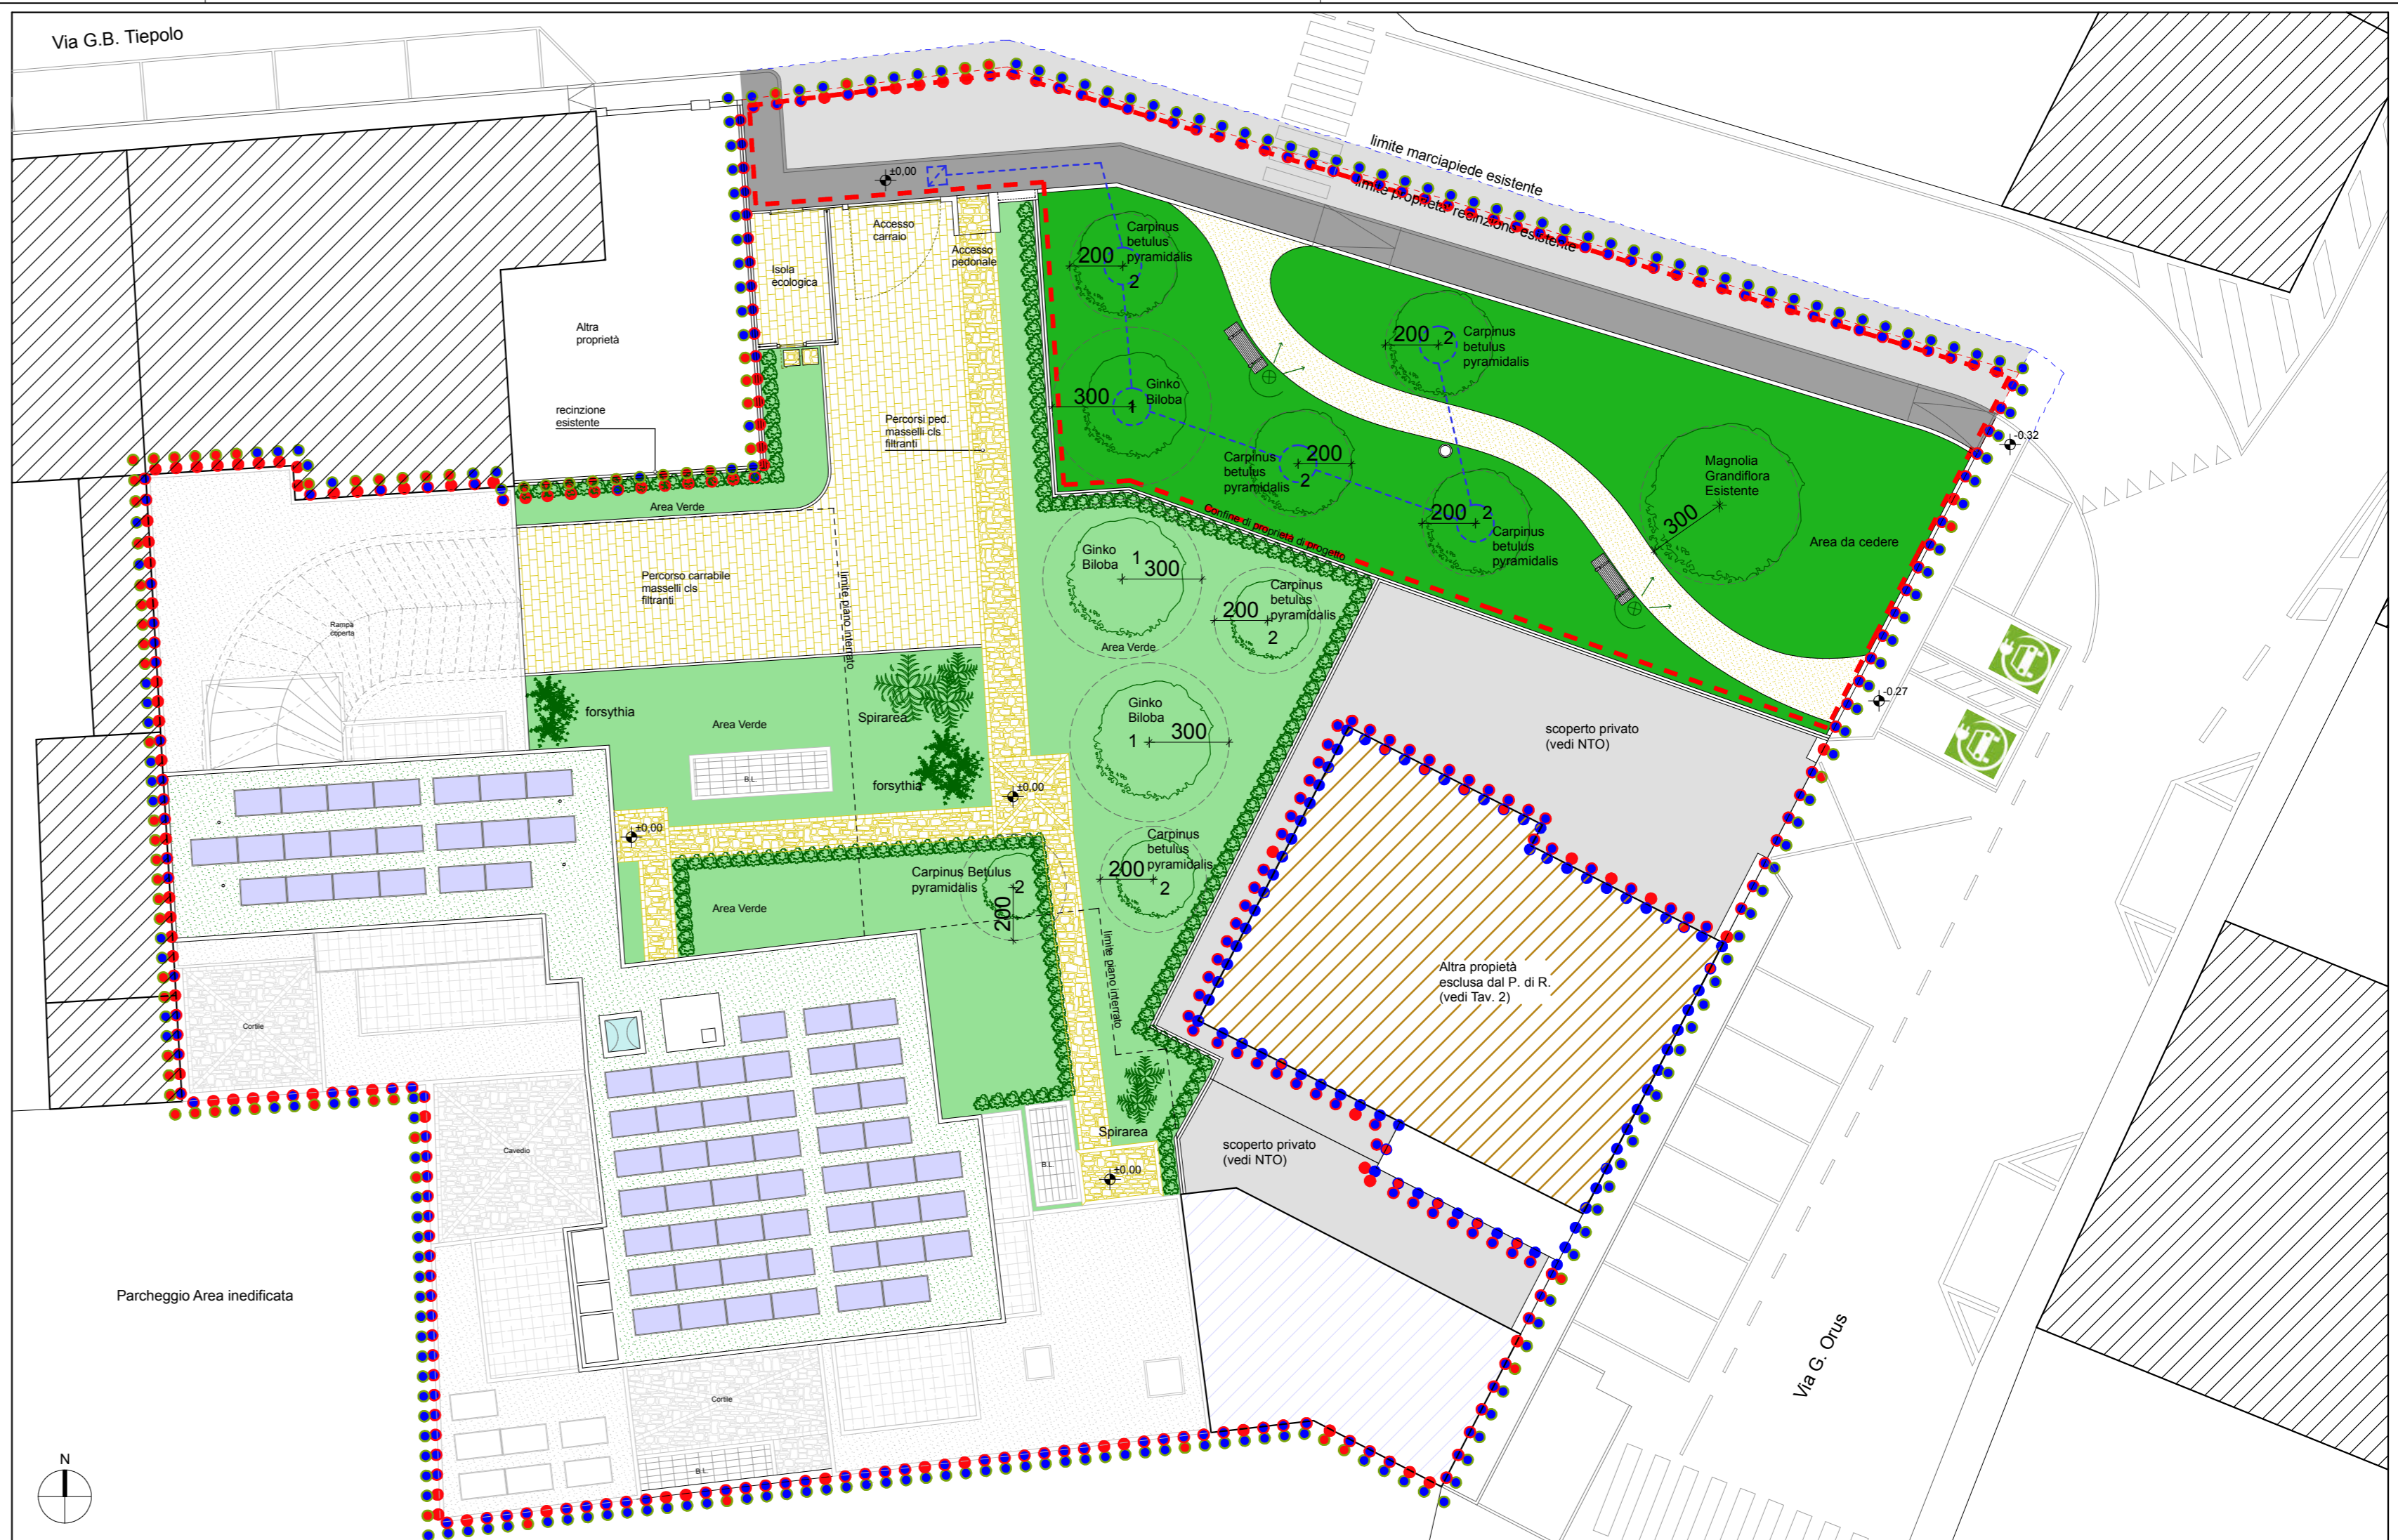 Via G.B. Tiepolo
limite marciapiede esistente
limite proprieta' recinzione esistente
±0,00
Accesso
carraio
Accesso
pedonale
Isola
ecologica
Carpinus
betulus
pyramidalis
200
2
Altra
proprietà
200
2
Carpinus
betulus
pyramidalis
Ginko
Biloba
300
1
recinzione
esistente
Percorsi ped.
masselli cls
filtranti
-0.32
Carpinus
betulus
pyramidalis
200
2
Magnolia
Grandiflora
Esistente
300
Area Verde
Confine di proprietà di progetto
200
2
Carpinus
betulus
pyramidalis
Area da cedere
Ginko
Biloba
1
300
Percorso carrabile
masselli cls
filtranti
limite piano interrato
Carpinus
betulus
pyramidalis
200
2
Rampa
coperta
Area Verde
-0.27
forsythia
Area Verde
Spirarea
Ginko
Biloba
1
300
scoperto privato
(vedi NTO)
B.L.
forsythia
±0,00
±0,00
Carpinus
betulus
pyramidalis
200
2
Carpinus Betulus
pyramidalis
2
200
Area Verde
limite piano interrato
Altra propietà
esclusa dal P. di R.
(vedi Tav. 2)
Cortile
Spirarea
scoperto privato
(vedi NTO)
Cavedio
B.L.
±0,00
Parcheggio Area inedificata
Via G. Orus
Cortile
N
B.L.